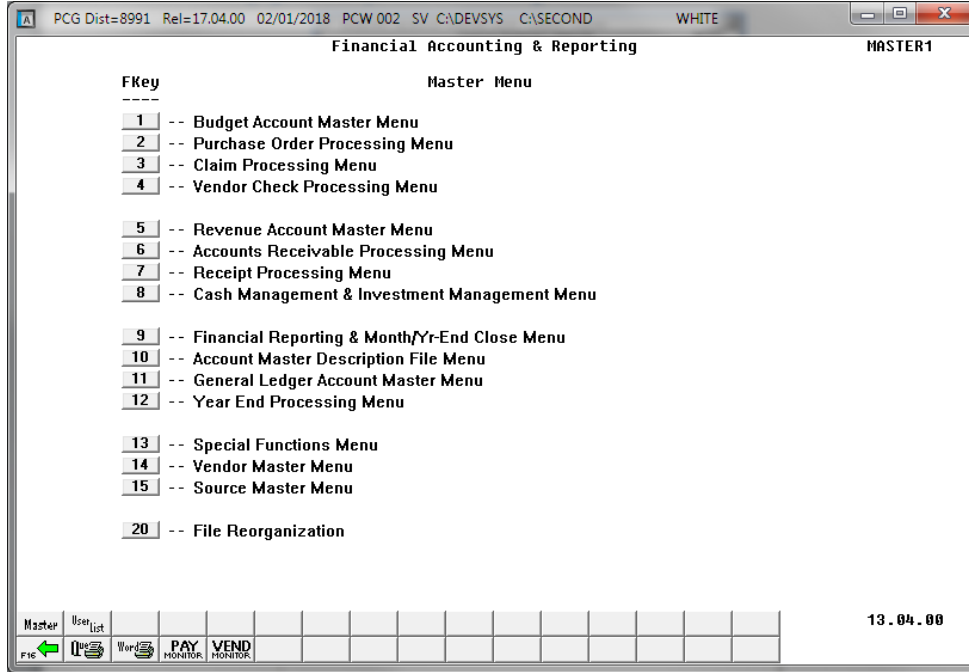 A PCG Dist=8991 Rel=17.04.00 02/01/2018 PCW 002 SV C:\DEVSYS C:\SECOND WHITE
Financial Accounting & Reporting MASTER1
FKey Master Menu
----
1 -- Budget Account Master Menu
2 -- Purchase Order Processing Menu
3 -- Claim Processing Menu
4 -- Vendor Check Processing Menu
5 -- Revenue Account Master Menu
6 -- Accounts Receivable Processing Menu
7 -- Receipt Processing Menu
8 -- Cash Management & Investment Management Menu
9 -- Financial Reporting & Month/Yr-End Close Menu
10 -- Account Master Description File Menu
11 -- General Ledger Account Master Menu
12 -- Year End Processing Menu
13 -- Special Functions Menu
14 -- Vendor Master Menu
15 -- Source Master Menu
20 -- File Reorganization
Master User List 13.04.00
F16 Que Word PAY MONITOR VEND MONITOR